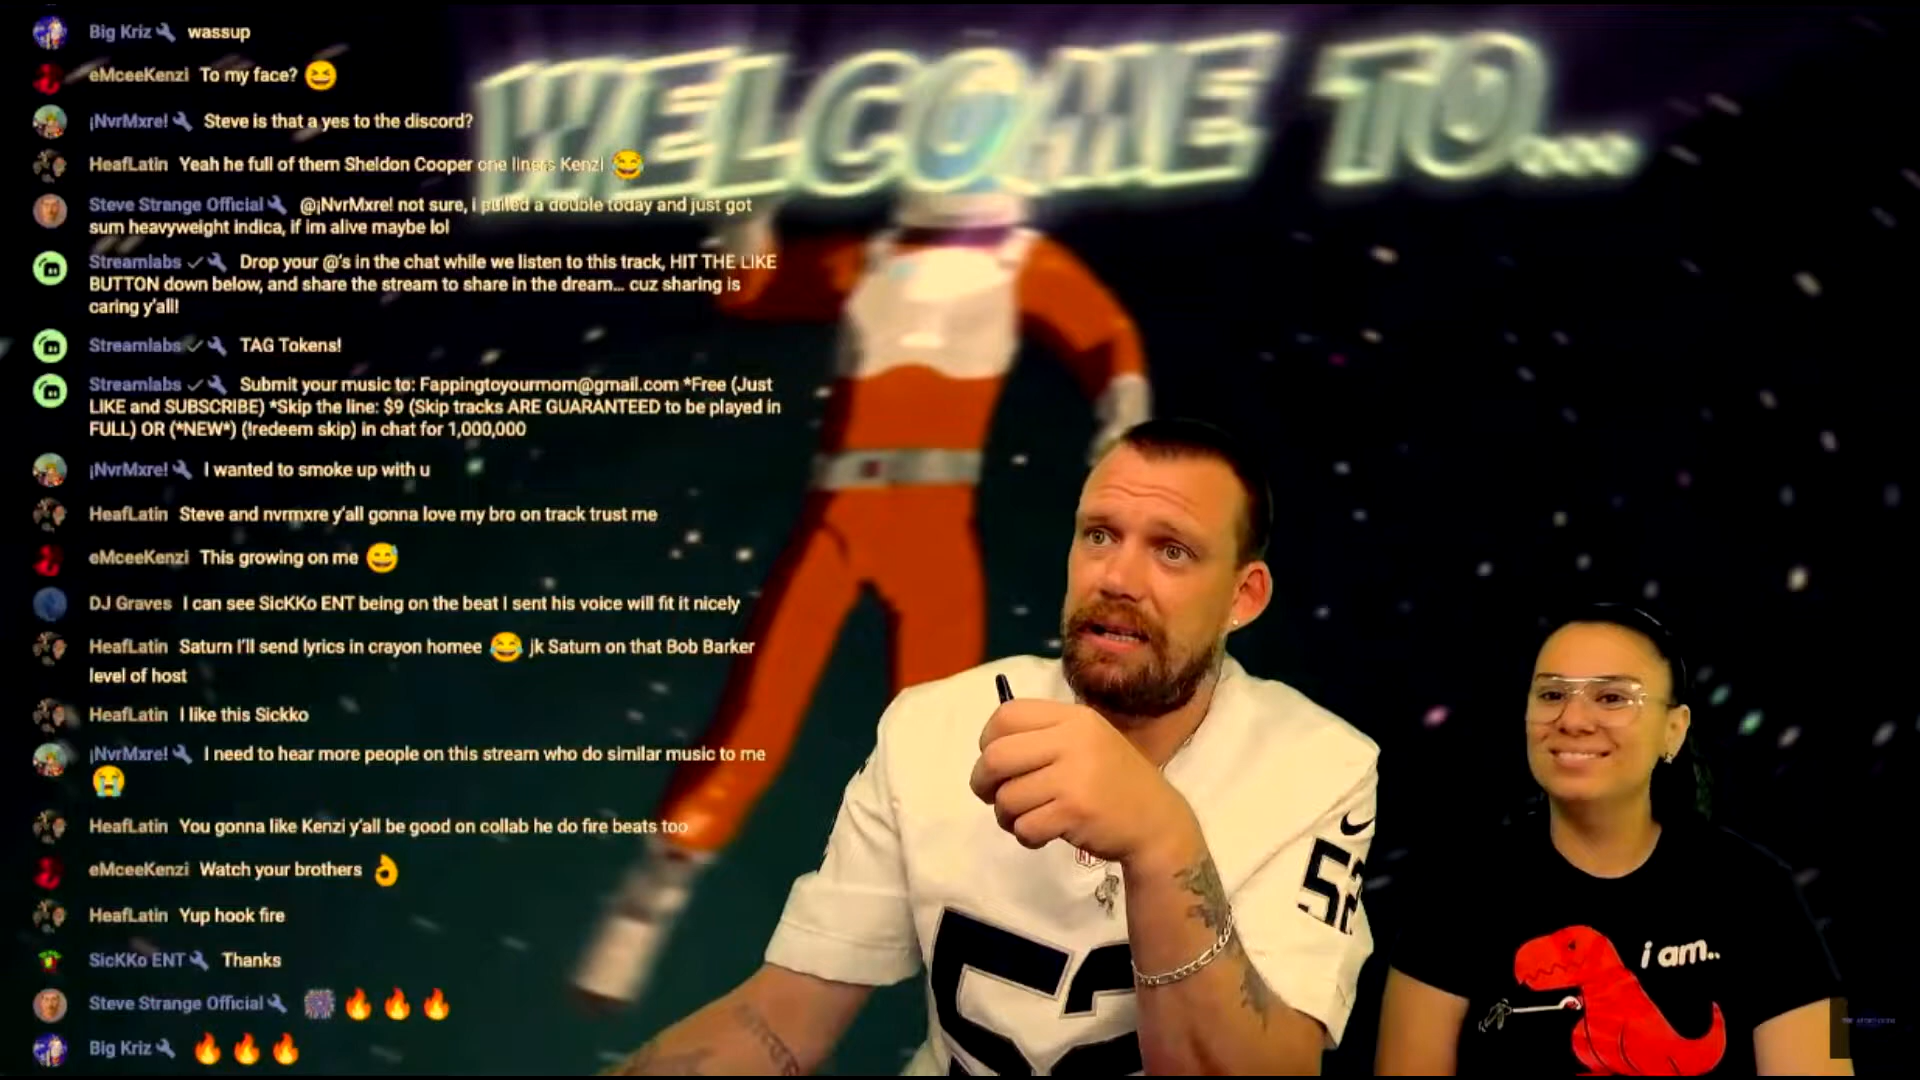 WELCOME TO...
Big Kriz wassup
eMceeKenzi To my face? 😆
¡NvrMxre! Steve is that a yes to the discord?
HeafLatin Yeah he full of them Sheldon Cooper one liners Kenzi 😂
Steve Strange Official @¡NvrMxre! not sure, i pulled a double today and just got
sum heavyweight indica, if im alive maybe lol
Streamlabs Drop your @'s in the chat while we listen to this track, HIT THE LIKE
BUTTON down below, and share the stream to share in the dream... cuz sharing is
caring y'all!
Streamlabs TAG Tokens!
Streamlabs Submit your music to: Fappingtoyourmom@gmail.com *Free (Just
LIKE and SUBSCRIBE) *Skip the line: $9 (Skip tracks ARE GUARANTEED to be played in
FULL) OR (*NEW*) (!redeem skip) in chat for 1,000,000
¡NvrMxre! I wanted to smoke up with u
HeafLatin Steve and nvrmxre y'all gonna love my bro on track trust me
eMceeKenzi This growing on me 😅
DJ Graves I can see SicKKo ENT being on the beat I sent his voice will fit it nicely
HeafLatin Saturn I'll send lyrics in crayon homee 😂 jk Saturn on that Bob Barker
level of host
HeafLatin I like this Sickko
¡NvrMxre! I need to hear more people on this stream who do similar music to me
😭
HeafLatin You gonna like Kenzi y'all be good on collab he do fire beats too
eMceeKenzi Watch your brothers 👌
HeafLatin Yup hook fire
SicKKo ENT Thanks
Steve Strange Official 🎆🔥🔥🔥
Big Kriz 🔥🔥🔥
52
52
i am..